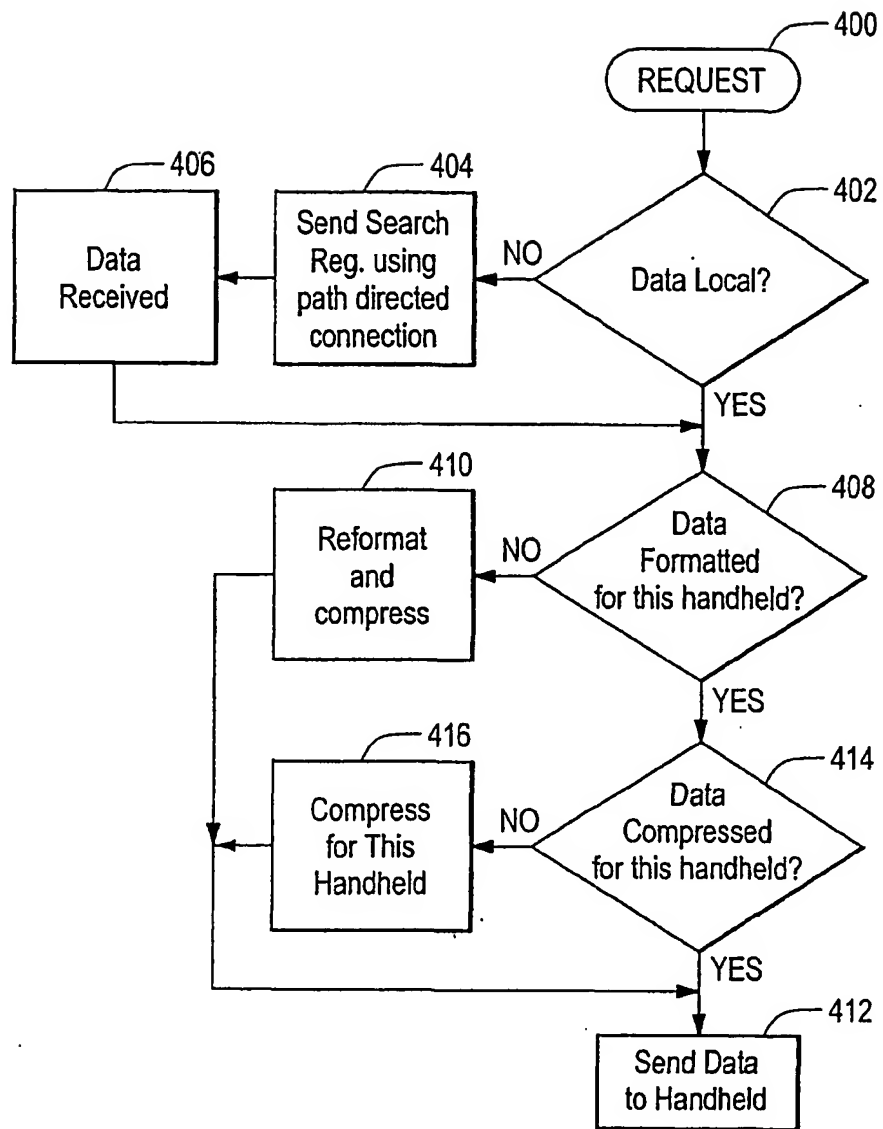 400
REQUEST
406
404
402
Data
Received
Send Search
Reg. using
path directed
connection
NO
Data Local?
YES
410
408
Reformat
and
compress
NO
Data
Formatted
for this handheld?
YES
416
414
Compress
for This
Handheld
NO
Data
Compressed
for this handheld?
YES
412
Send Data
to Handheld